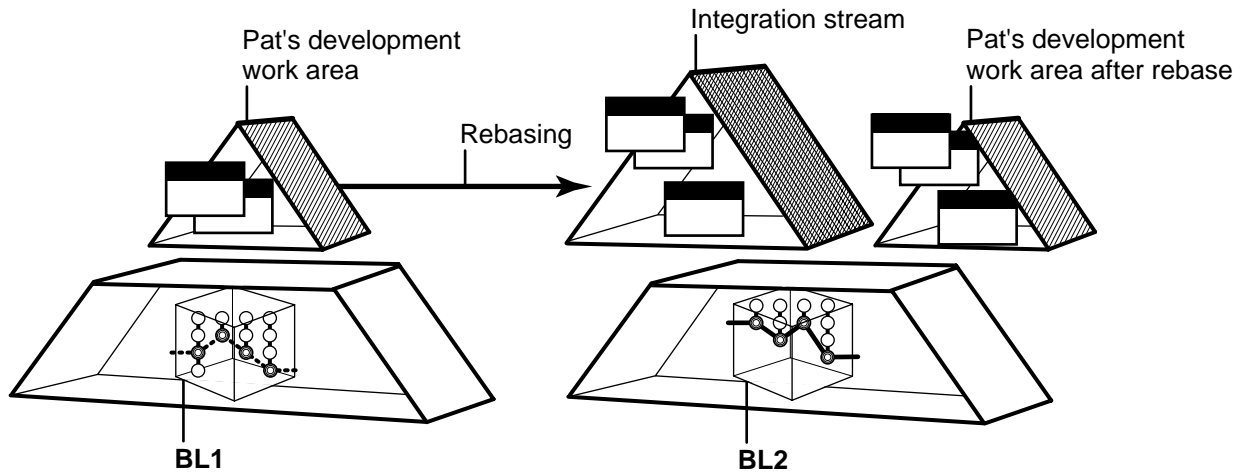 Integration stream
Pat's development
work area
Pat's development
work area after rebase
Rebasing
BL1
BL2